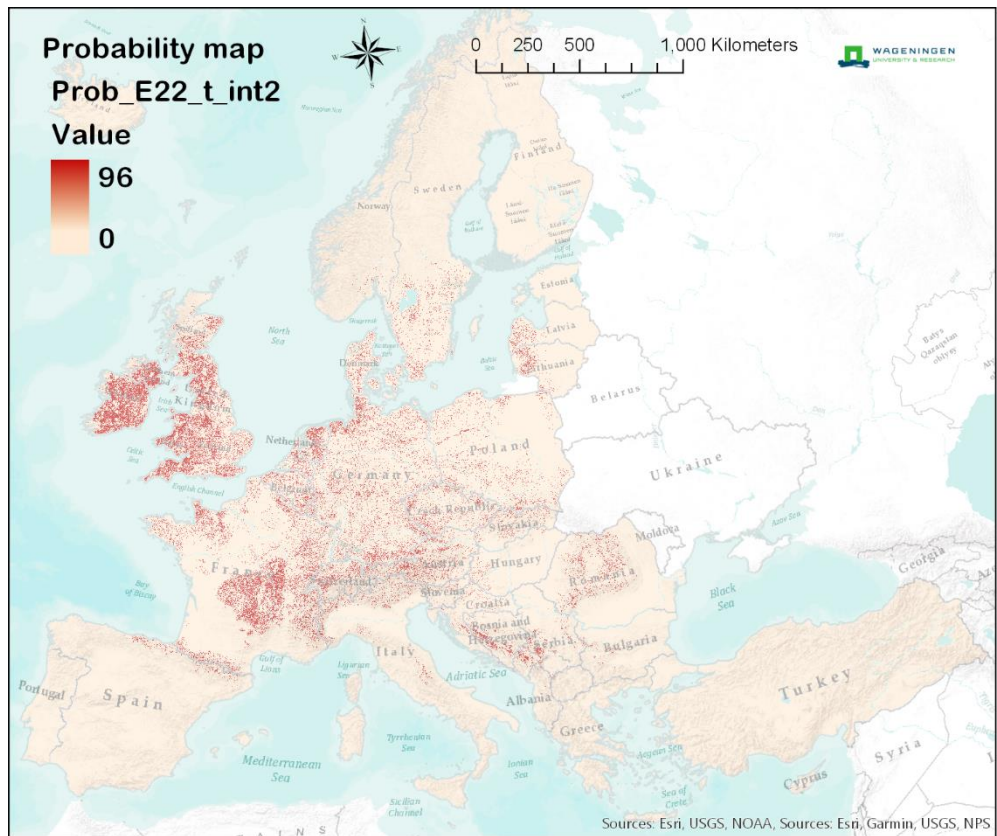 Probability map
Prob_E22_t_int2
Value
96
0
0 250 500 1,000 Kilometers
N
W
E
S
WAGENINGEN
UNIVERSITY & RESEARCH
Finland
Sweden
Norway
Estonia
Latvia
North
Sea
Denmark
Baltic
Sea
Belarus
Poland
Germany
Ukraine
Celtic
Sea
English Channel
Czech Republic
Slovakia
Moldova
Azov Sea
Austria
Hungary
Romania
Slovenia
Croatia
Bosnia and
Serbia
Bay
of Biscay
Black
Sea
Georgia
Bulgaria
Gulf of
Lions
Ligurian
Sea
Italy
Adriatic Sea
Portugal
Spain
Albania
Greece
Turkey
Tyrrhenian
Sea
Ionian
Sea
Aegean Sea
Syria
Mediterranean
Sea
Cyprus
Sea of
Crete
Sicilian
Channel
Sources: Esri, USGS, NOAA, Sources: Esri, Garmin, USGS, NPS